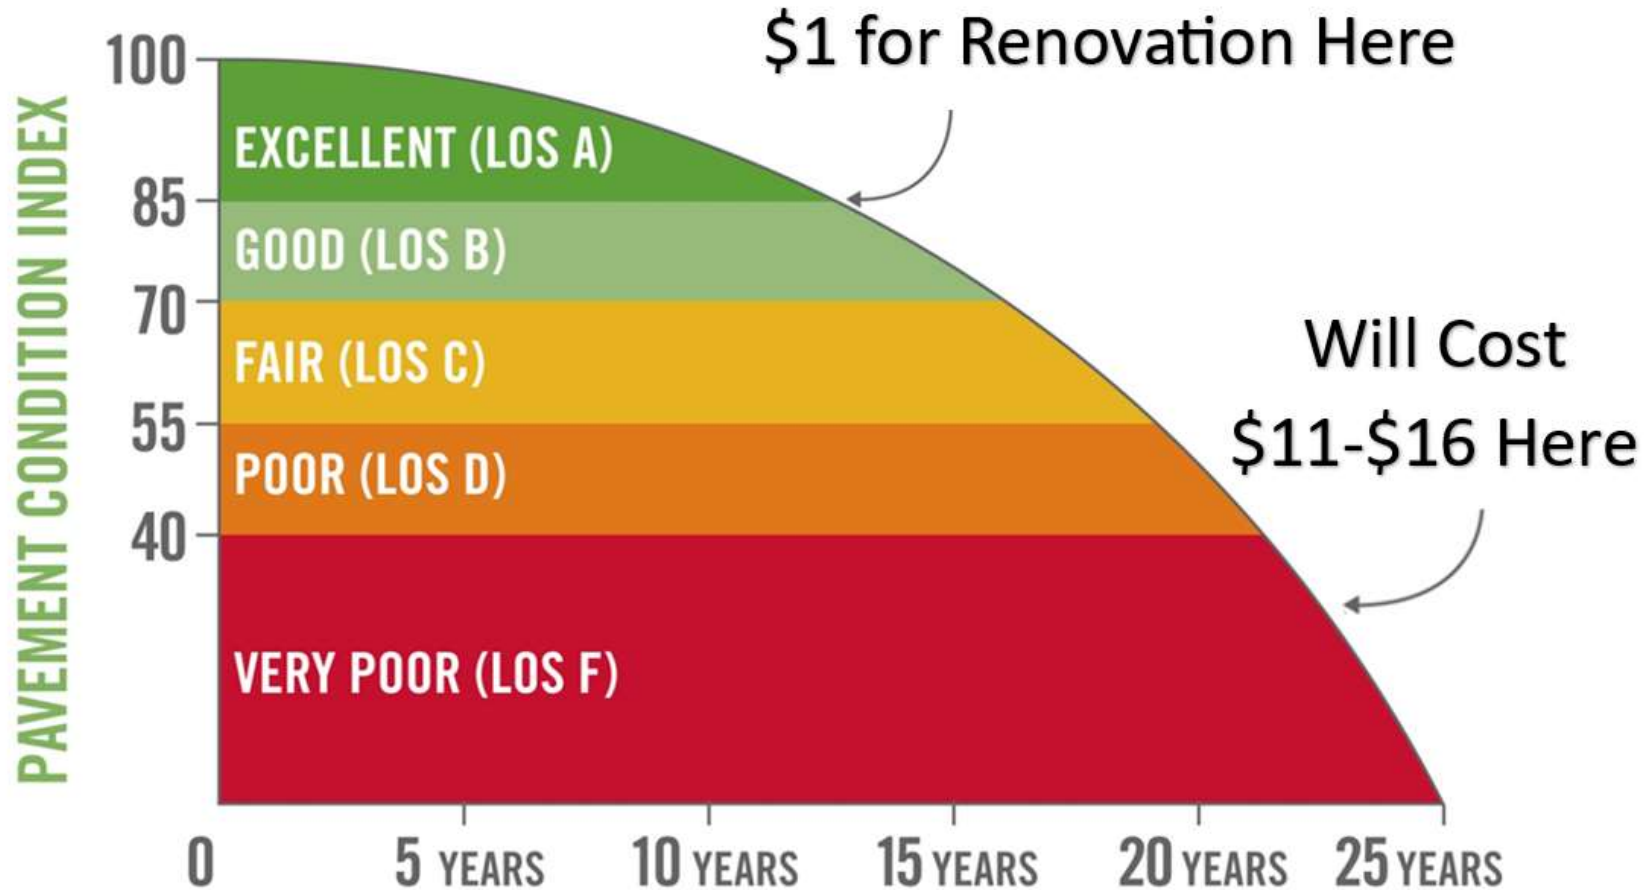 $1 for Renovation Here
100
EXCELLENT (LOS A)
85
GOOD (LOS B)
70
FAIR (LOS C)
55
POOR (LOS D)
40
VERY POOR (LOS F)
Will Cost
$11-$16 Here
PAVEMENT CONDITION INDEX
0
5 YEARS
10 YEARS
15 YEARS
20 YEARS
25 YEARS